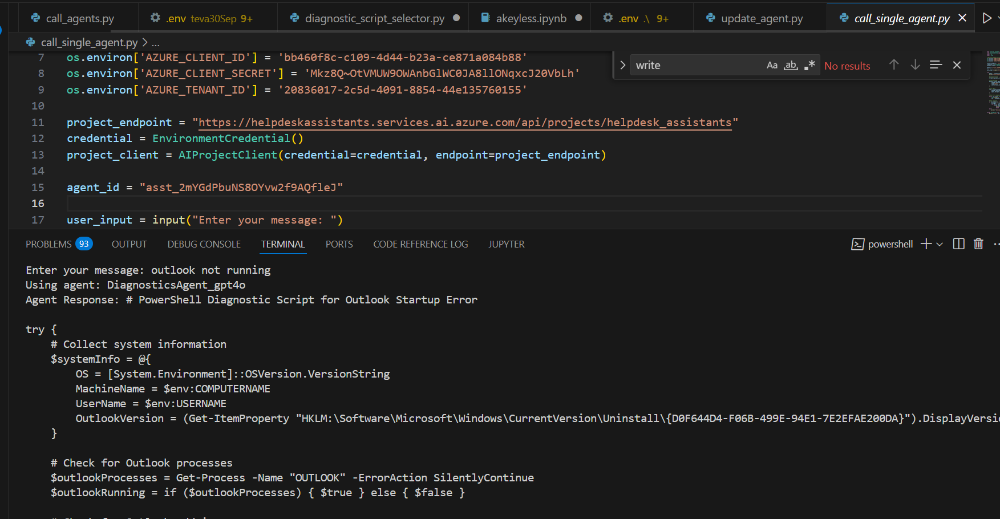 call_agents.py
.env teva30Sep 9+
diagnostic_script_selector.py
akeyless.ipynb
.env .\ 9+
update_agent.py
call_single_agent.py
call_single_agent.py > ...
write
Aa ab .* No results
7 os.environ['AZURE_CLIENT_ID'] = 'bb460f8c-c109-4d44-b23a-ce871a084b88'
8 os.environ['AZURE_CLIENT_SECRET'] = 'Mkz8Q~OtVMUW9OWAnbGlWC0JA8llONqxcJ20VbLh'
9 os.environ['AZURE_TENANT_ID'] = '20836017-2c5d-4091-8854-44e135760155'
10
11 project_endpoint = "https://helpdeskassistants.services.ai.azure.com/api/projects/helpdesk_assistants"
12 credential = EnvironmentCredential()
13 project_client = AIProjectClient(credential=credential, endpoint=project_endpoint)
14
15 agent_id = "asst_2mYGdPbuNS8OYvw2f9AQfleJ"
16
17 user_input = input("Enter your message: ")
PROBLEMS 93 OUTPUT DEBUG CONSOLE TERMINAL PORTS CODE REFERENCE LOG JUPYTER powershell
Enter your message: outlook not running
Using agent: DiagnosticsAgent_gpt4o
Agent Response: # PowerShell Diagnostic Script for Outlook Startup Error
try {
# Collect system information
$systemInfo = @{
OS = [System.Environment]::OSVersion.VersionString
MachineName = $env:COMPUTERNAME
UserName = $env:USERNAME
OutlookVersion = (Get-ItemProperty "HKLM:\Software\Microsoft\Windows\CurrentVersion\Uninstall\{D0F644D4-F06B-499E-94E1-7E2EFAE200DA}").DisplayVersio
}
# Check for Outlook processes
$outlookProcesses = Get-Process -Name "OUTLOOK" -ErrorAction SilentlyContinue
$outlookRunning = if ($outlookProcesses) { $true } else { $false }